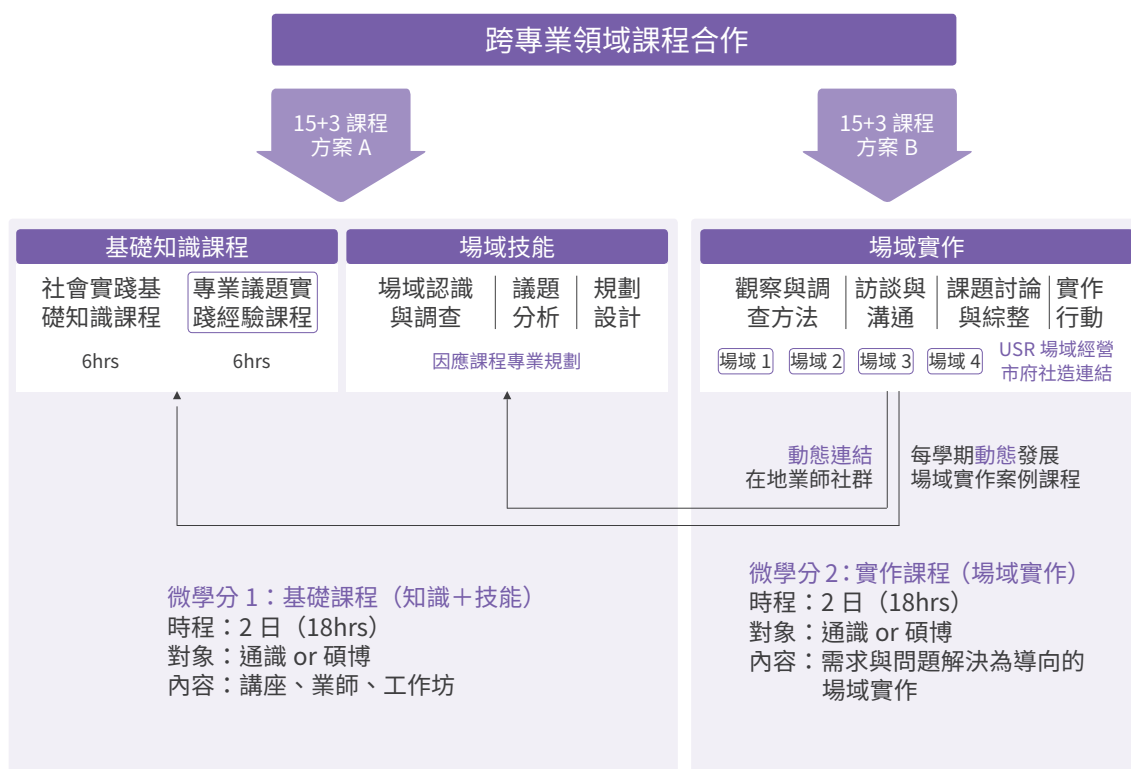 跨專業領域課程合作
15+3 課程
方案 A
15+3 課程
方案 B
基礎知識課程
社會實踐基
礎知識課程
6hrs
專業議題實
踐經驗課程
6hrs
場域技能
場域認識
與調查
議題
分析
規劃
設計
因應課程專業規劃
場域實作
觀察與調
查方法
訪談與
溝通
課題討論
與綜整
實作
行動
場域 1
場域 2
場域 3
場域 4
USR 場域經營
市府社造連結
動態連結
在地業師社群
每學期動態發展
場域實作案例課程
微學分 1：基礎課程（知識＋技能）
時程：2 日（18hrs）
對象：通識 or 碩博
內容：講座、業師、工作坊
微學分 2：實作課程（場域實作）
時程：2 日（18hrs）
對象：通識 or 碩博
內容：需求與問題解決為導向的
場域實作